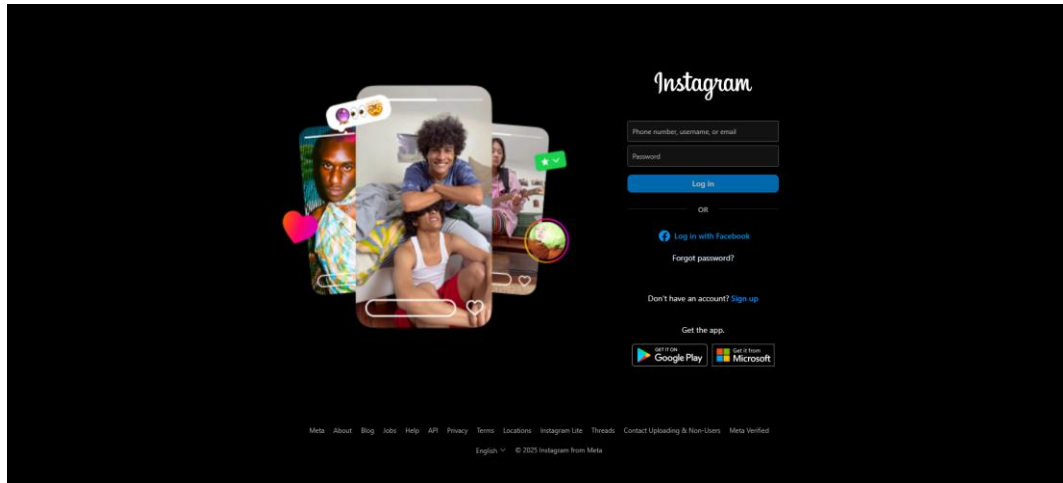 Instagram
Phone number, username, or email
Password
Log in
OR
Log in with Facebook
Forgot password?
Don't have an account? Sign up
Get the app.
GET IT ON
Google Play
Get it from
Microsoft
Meta About Blog Jobs Help API Privacy Terms Locations Instagram Lite Threads Contact Uploading & Non-Users Meta Verified
English © 2025 Instagram from Meta